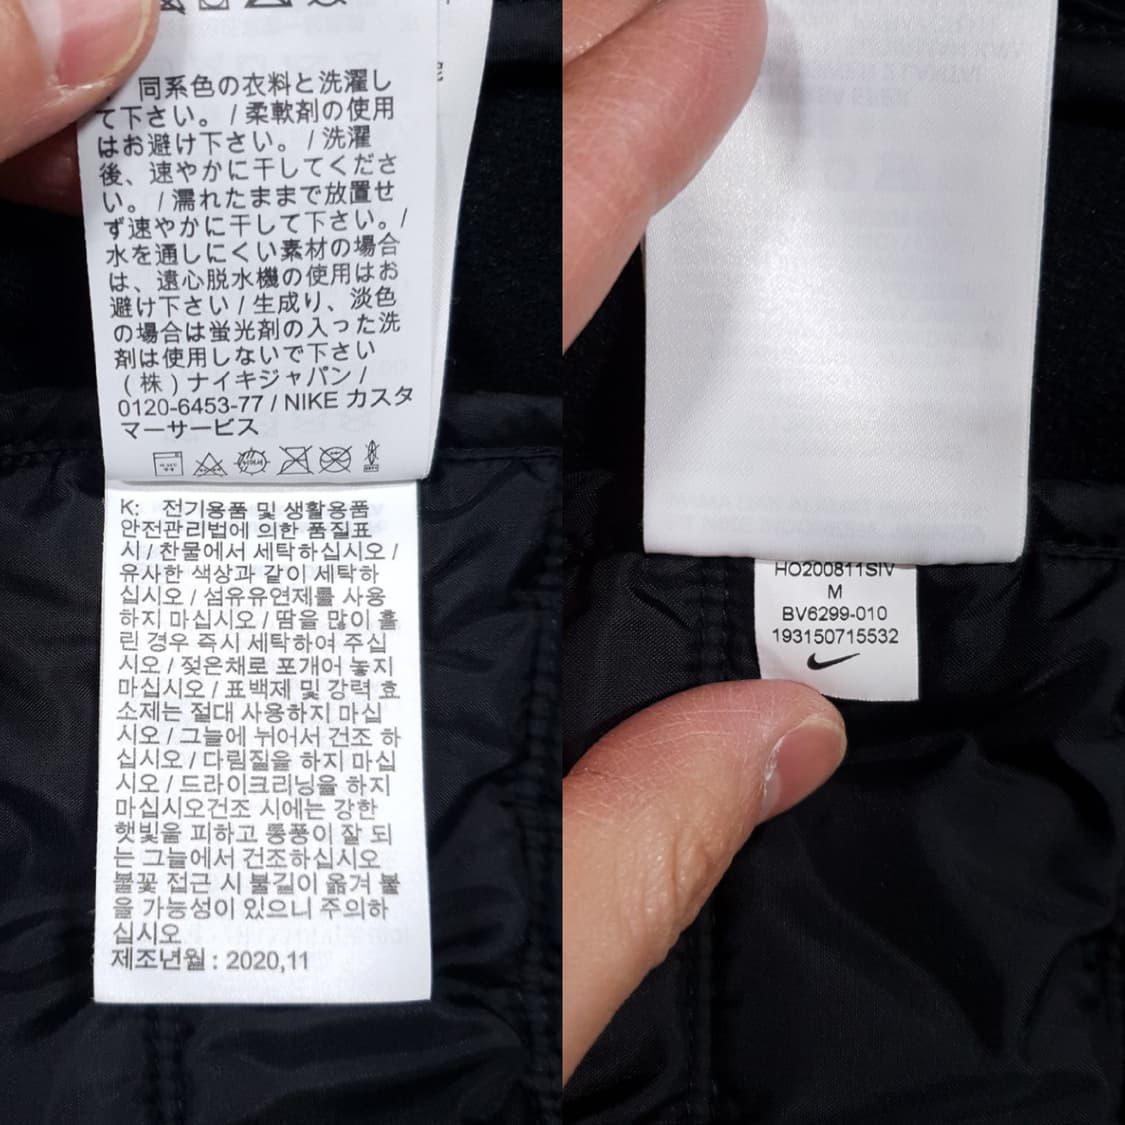 同系色の衣料と洗濯し
て下さい。 / 柔軟剤の使用
はお避け下さい。 / 洗濯
後、速やかに干してくださ
い。 / 濡れたままで放置せ
ず速やかに干して下さい。/
水を通しにくい素材の場合
は、遠心脱水機の使用はお
避け下さい / 生成り、淡色
の場合は蛍光剤の入った洗
剤は使用しないで下さい
（株）ナイキジャパン /
0120-6453-77 / NIKE カスタ
マーサービス
K: 전기용품 및 생활용품
안전관리법에 의한 품질표
시 / 찬물에서 세탁하십시오 /
유사한 색상과 같이 세탁하
십시오 / 섬유유연제를 사용
하지 마십시오 / 땀을 많이 흘
린 경우 즉시 세탁하여 주십
시오 / 젖은채로 포개어 놓지
마십시오 / 표백제 및 강력 효
소제는 절대 사용하지 마십
시오 / 그늘에 뉘어서 건조 하
십시오 / 다림질을 하지 마십
시오 / 드라이크리닝을 하지
마십시오건조 시에는 강한
햇빛을 피하고 통풍이 잘 되
는 그늘에서 건조하십시오
불꽃 접근 시 불길이 옮겨 붙
을 가능성이 있으니 주의하
십시오
제조년월 : 2020,11
HO200811SIV
M
BV6299-010
193150715532